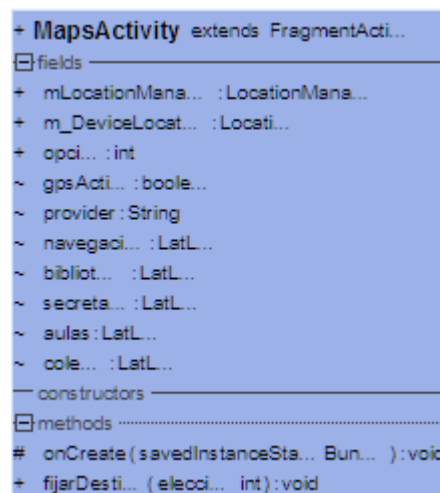 + MapsActivity extends FragmentActi...
fields
+ mLocationMana... : LocationMana...
+ m_DeviceLocat... : Locati...
+ opci... : int
~ gpsActi... : boole...
~ provider : String
~ navegaci... : LatL...
~ bibliot... : LatL...
~ secreta... : LatL...
~ aulas : LatL...
~ cole... : LatL...
constructors
methods
# onCreate ( savedInstanceSta... Bun... ) : void
+ fijarDesti... ( elecci... int) : void